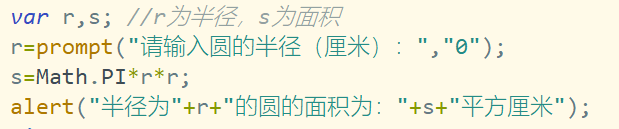 var r,s; //r为半径，s为面积
r=prompt("请输入圆的半径（厘米）：","0");
s=Math.PI*r*r;
alert("半径为"+r+"的圆的面积为："+s+"平方厘米");